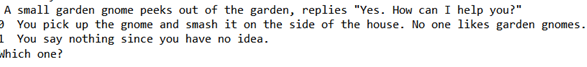 A small garden gnome peeks out of the garden, replies "Yes. How can I help you?"
0 You pick up the gnome and smash it on the side of the house. No one likes garden gnomes.
1 You say nothing since you have no idea.
Which one?